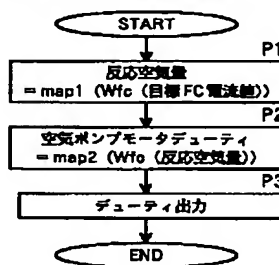 START
P1
反応空気量
= map1 (Wfc (目標FC電流値))
P2
空気ポンプモータデューティ
= map2 (Wfc (反応空気量))
P3
デューティ出力
END